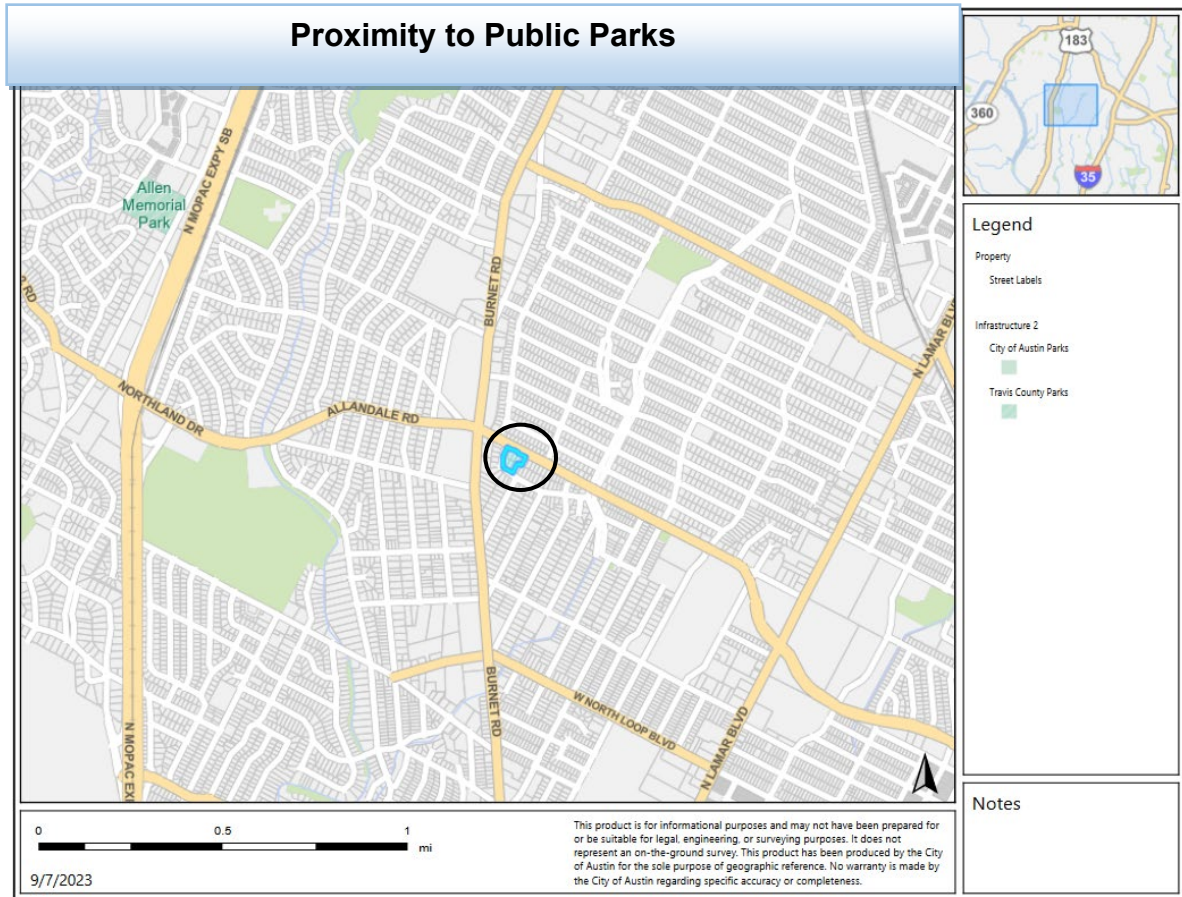 Proximity to Public Parks
183
360
35
Allen
Memorial
Park
N MOPAC EXPY SB
BURNET RD
N LAMAR BLVD
RD
NORTHLAND DR
ALLANDALE RD
BURNET RD
W NORTH LOOP BLVD
N LAMAR BLVD
N MOPAC EX
Legend
Property
Street Labels
Infrastructure 2
City of Austin Parks
Travis County Parks
Notes
0 0.5 1
mi
9/7/2023
This product is for informational purposes and may not have been prepared for
or be suitable for legal, engineering, or surveying purposes. It does not
represent an on-the-ground survey. This product has been produced by the City
of Austin for the sole purpose of geographic reference. No warranty is made by
the City of Austin regarding specific accuracy or completeness.